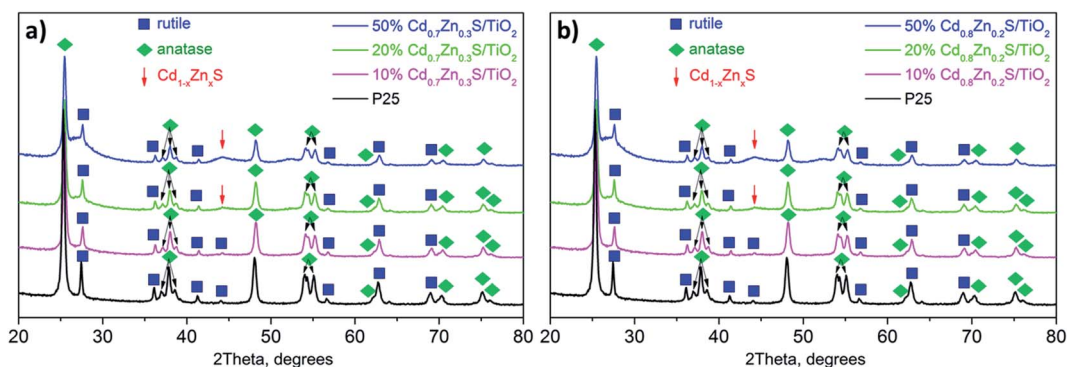 a)
rutile
anatase
Cd1-xZnxS
50% Cd0.7Zn0.3S/TiO2
20% Cd0.7Zn0.3S/TiO2
10% Cd0.7Zn0.3S/TiO2
P25
20 30 40 50 60 70 80
2Theta, degrees
b)
rutile
anatase
Cd1-xZnxS
50% Cd0.8Zn0.2S/TiO2
20% Cd0.8Zn0.2S/TiO2
10% Cd0.8Zn0.2S/TiO2
P25
20 30 40 50 60 70 80
2Theta, degrees